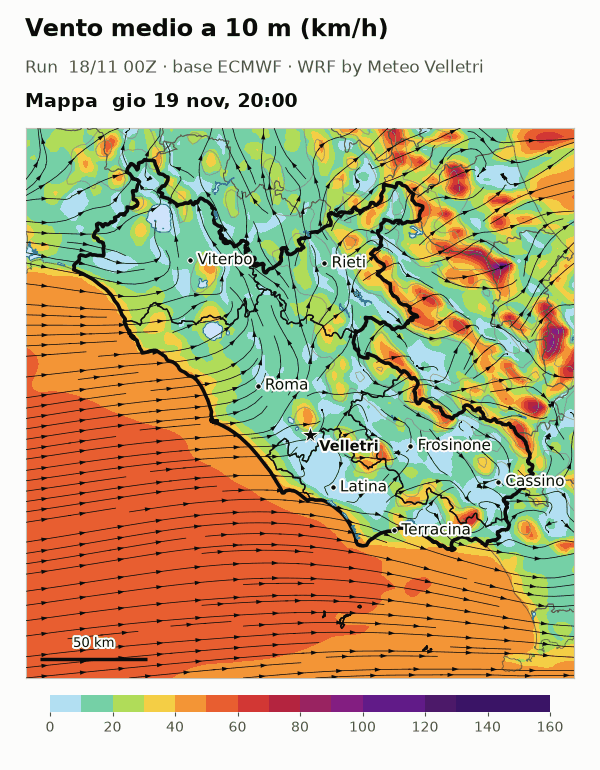 Vento medio a 10 m (km/h)
Run  18/11 00Z · base ECMWF · WRF by Meteo Velletri
Mappa  gio 19 nov, 20:00
Viterbo
Rieti
Roma
Velletri
Frosinone
Latina
Cassino
Terracina
50 km
0 20 40 60 80 100 120 140 160